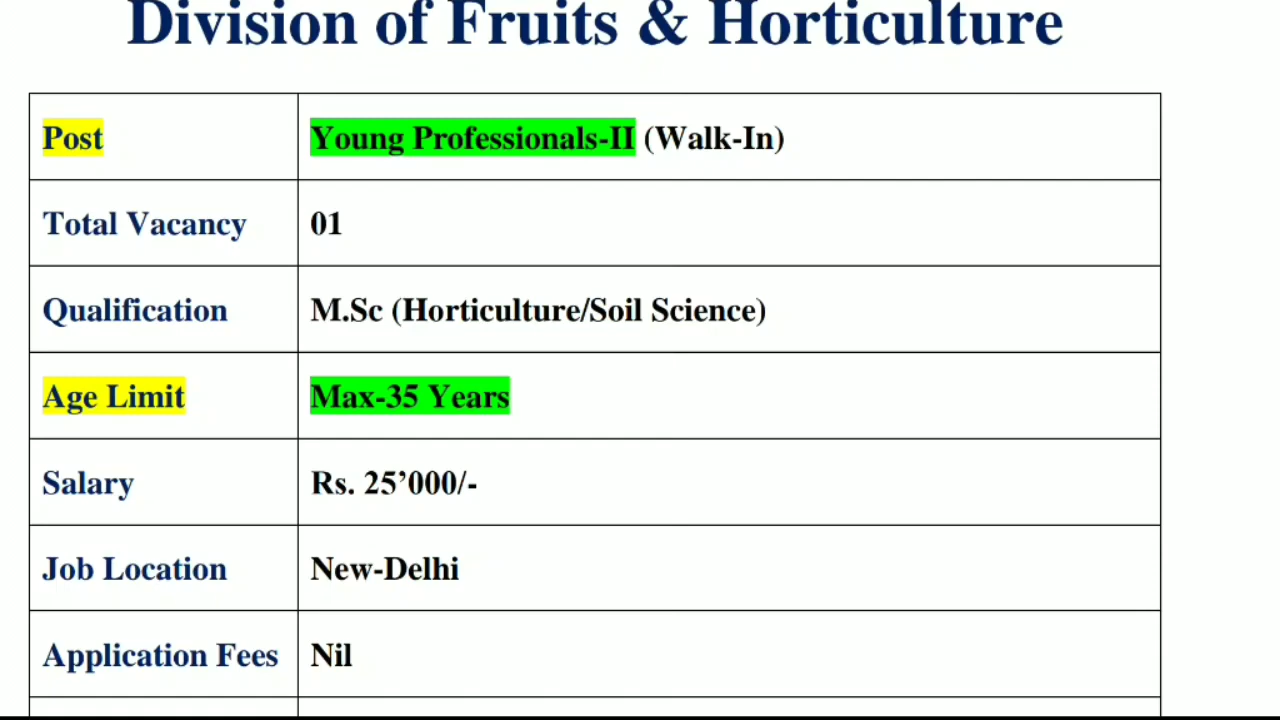 Division of Fruits & Horticulture
Post Young Professionals-II (Walk-In)
Total Vacancy 01
Qualification M.Sc (Horticulture/Soil Science)
Age Limit Max-35 Years
Salary Rs. 25’000/-
Job Location New-Delhi
Application Fees Nil